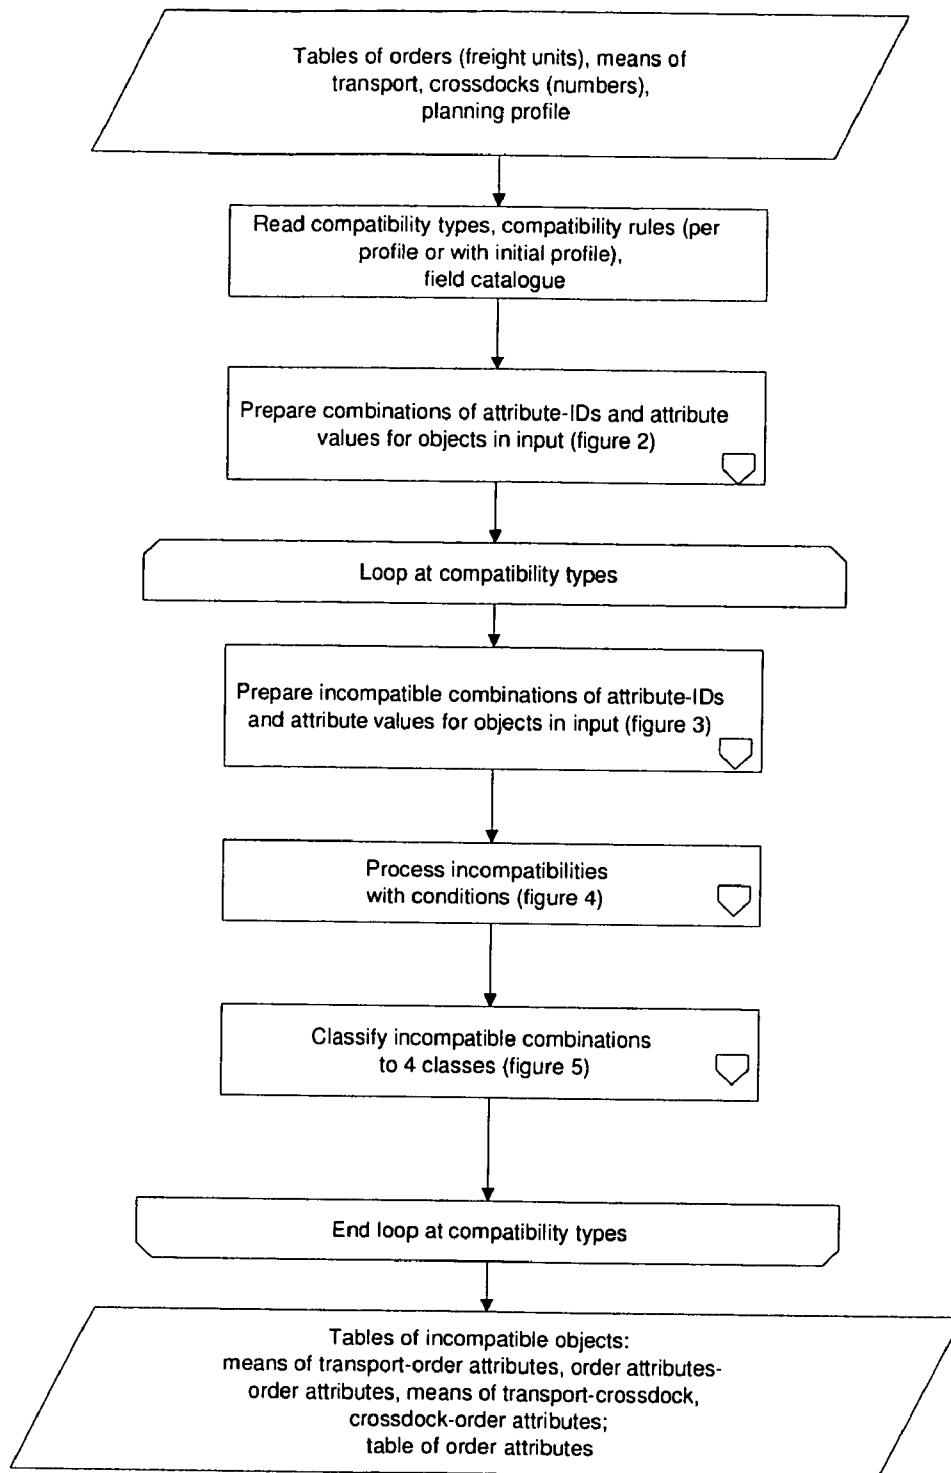 Tables of orders (freight units), means of
transport, crossdocks (numbers),
planning profile
Read compatibility types, compatibility rules (per
profile or with initial profile),
field catalogue
Prepare combinations of attribute-IDs and attribute
values for objects in input (figure 2)
Loop at compatibility types
Prepare incompatible combinations of attribute-IDs
and attribute values for objects in input (figure 3)
Process incompatibilities
with conditions (figure 4)
Classify incompatible combinations
to 4 classes (figure 5)
End loop at compatibility types
Tables of incompatible objects:
means of transport-order attributes, order attributes-
order attributes, means of transport-crossdock,
crossdock-order attributes;
table of order attributes